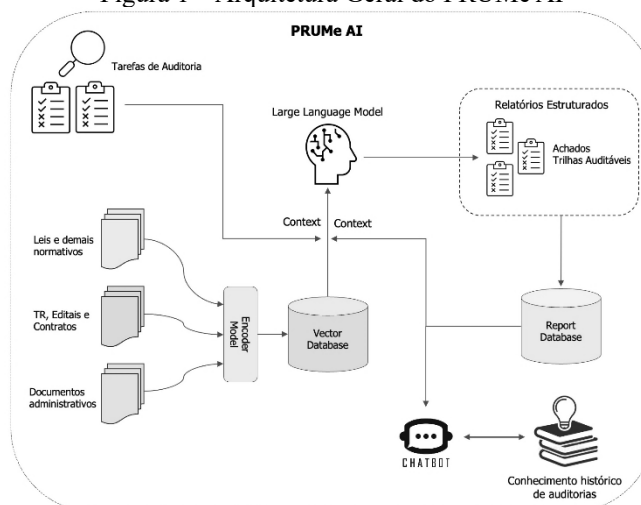 Figura 1 – Arquitetura Geral do PRUMe AI
PRUMe AI
Tarefas de Auditoria
Large Language Model
Relatórios Estruturados
Achados
Trilhas Auditáveis
Context
Context
Leis e demais
normativos
TR, Editais e
Contratos
Documentos
administrativos
Encoder
Model
Vector
Database
Report
Database
CHATBOT
Conhecimento histórico
de auditorias